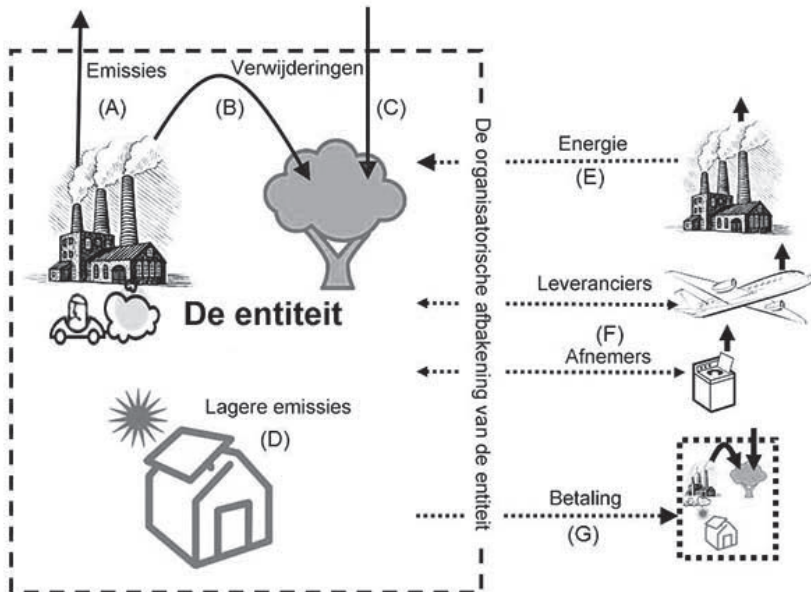 Emissies
(A)
(B)
Verwijderingen
(C)
De entiteit
Lagere emissies
(D)
De organisatorische afbakening van de entiteit
Energie
(E)
Leveranciers
(F)
Afnemers
Betaling
(G)